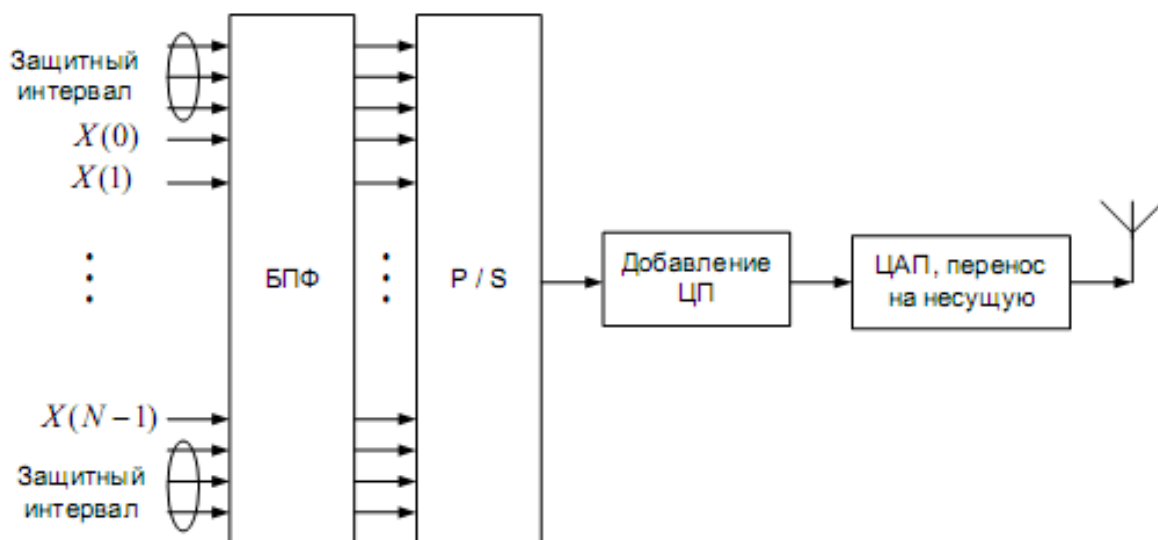 Защитный
интервал
X(0)
X(1)
X(N-1)
Защитный
интервал
БПФ
P / S
Добавление
ЦП
ЦАП, перенос
на несущую